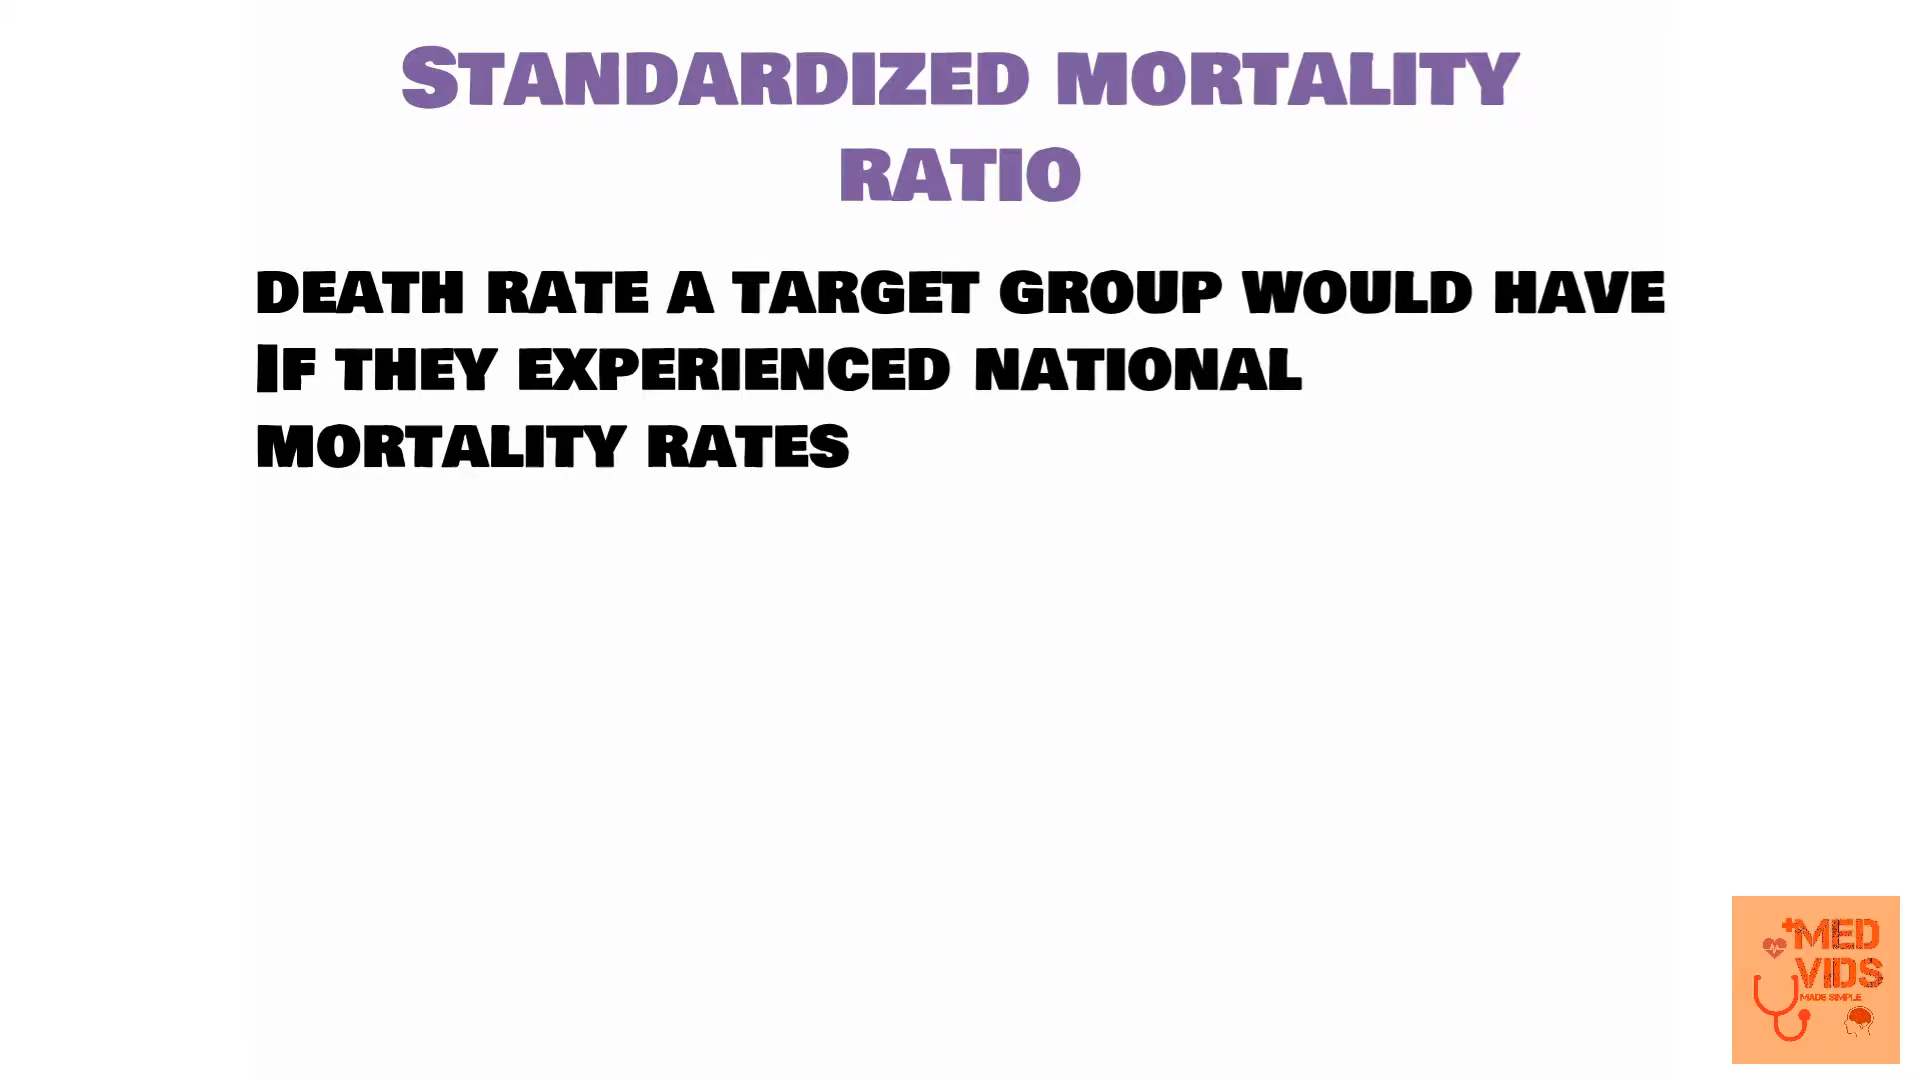 STANDARDIZED MORTALITY
RATIO
DEATH RATE A TARGET GROUP WOULD HAVE
IF THEY EXPERIENCED NATIONAL
MORTALITY RATES
MED
VIDS
MADE SIMPLE